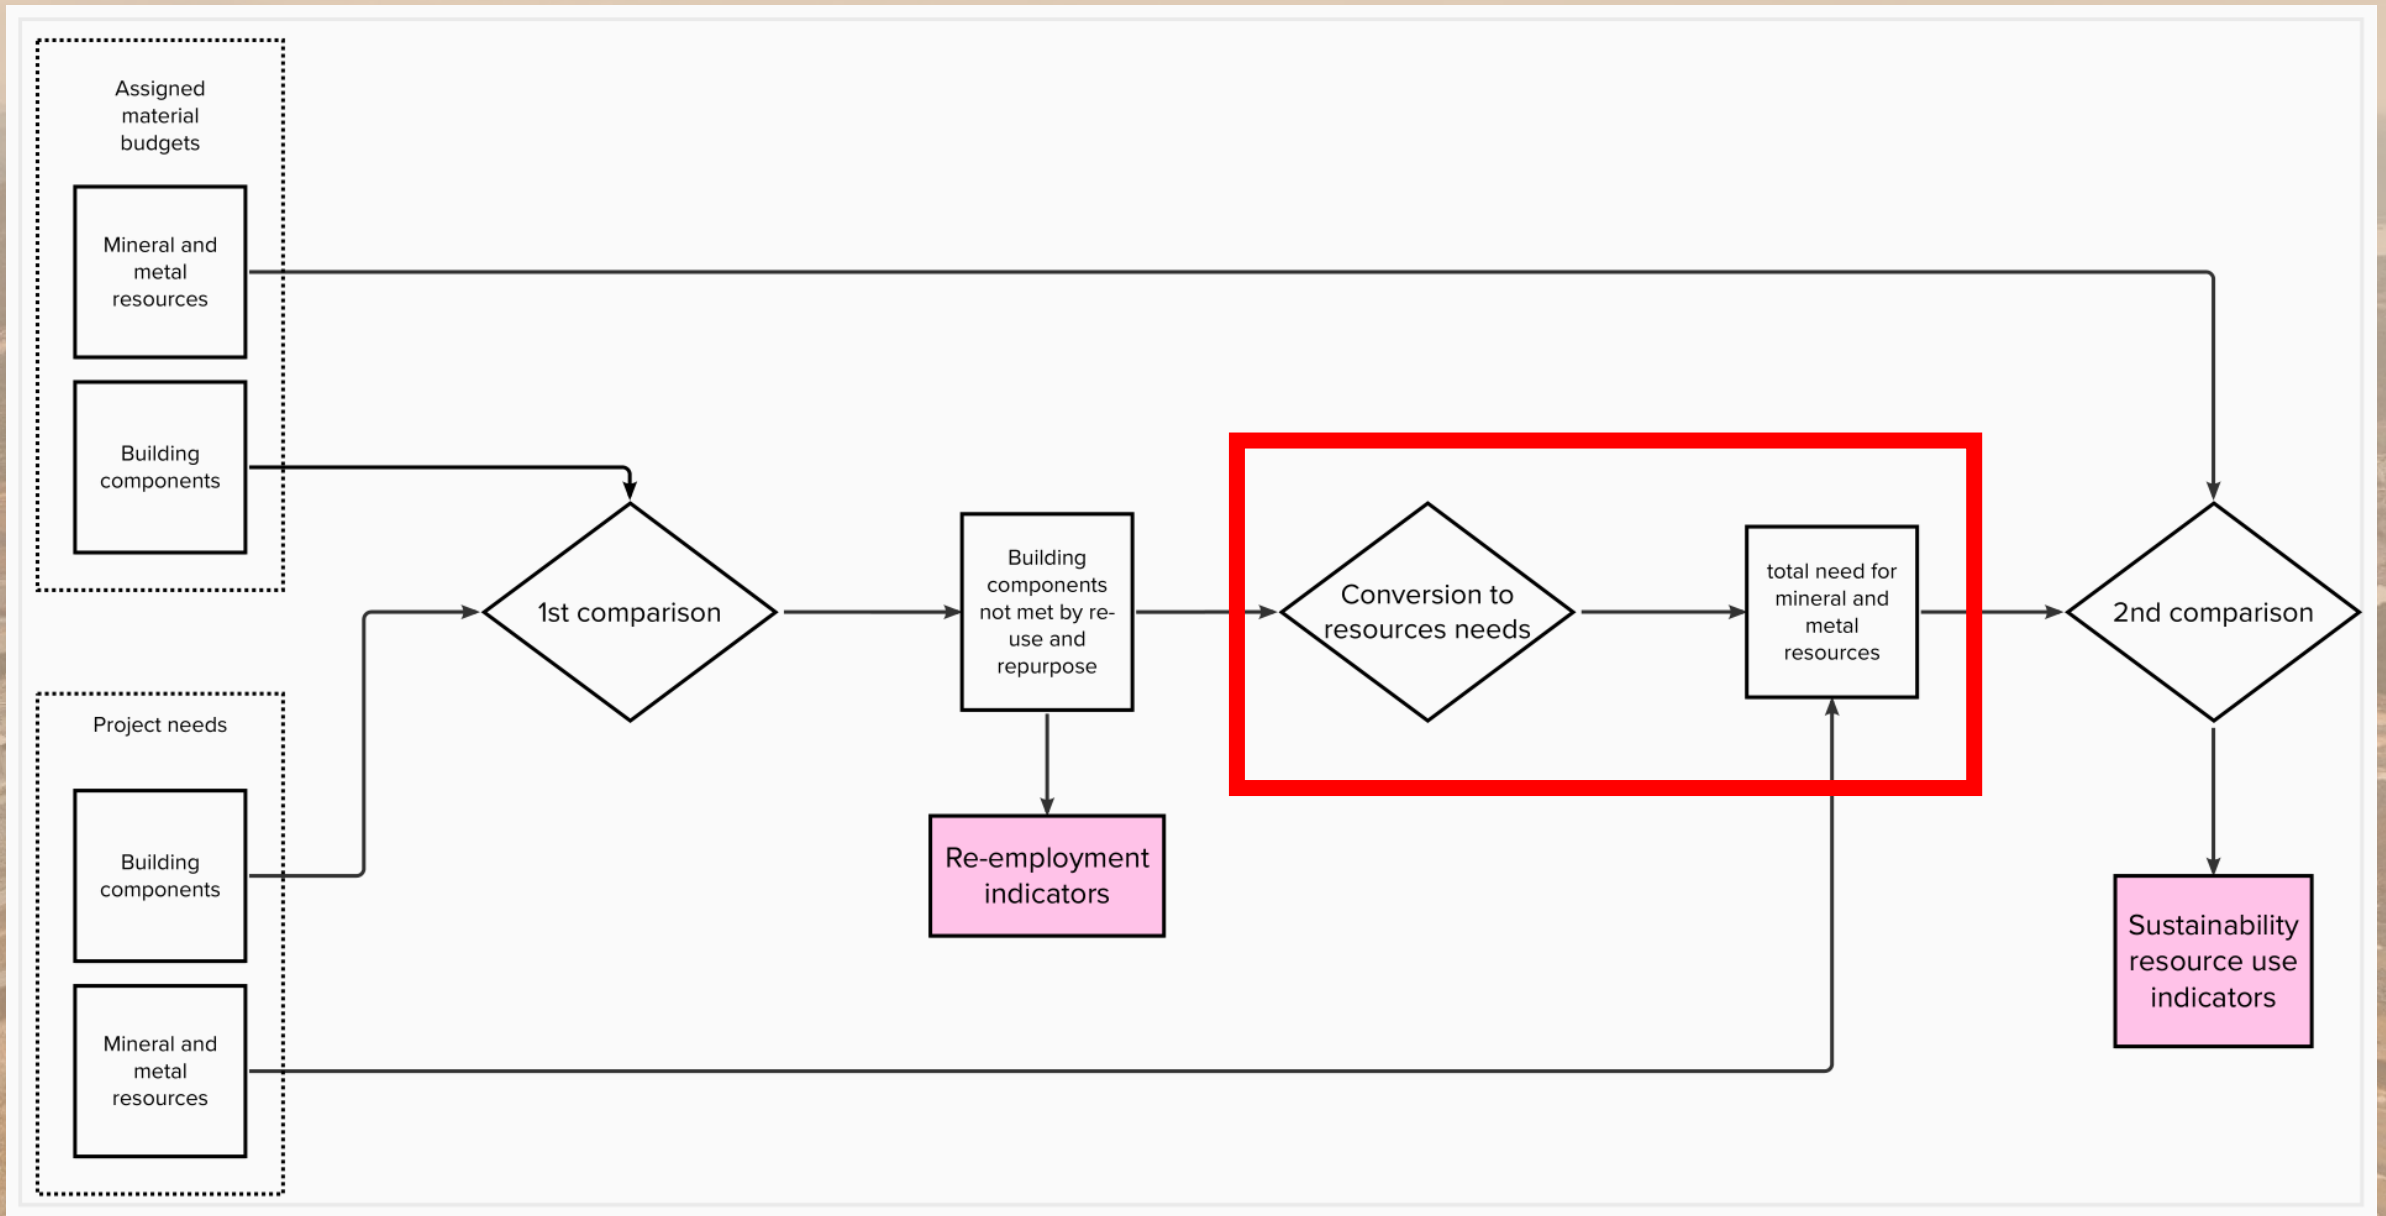 Assigned
material
budgets
Mineral and
metal
resources
Building
components
Project needs
Building
components
Mineral and
metal
resources
1st comparison
Building
components
not met by re-
use and
repurpose
Re-employment
indicators
Conversion to
resources needs
total need for
mineral and
metal
resources
2nd comparison
Sustainability
resource use
indicators